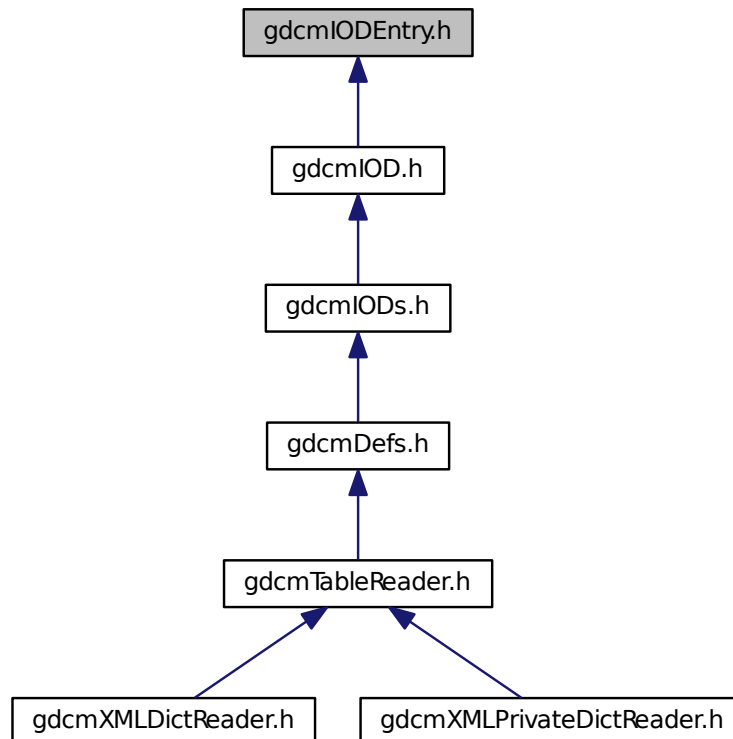 gdcmIODEntry.h
gdcmIOD.h
gdcmIODs.h
gdcmDefs.h
gdcmTableReader.h
gdcmXMLDictReader.h
gdcmXMLPrivateDictReader.h